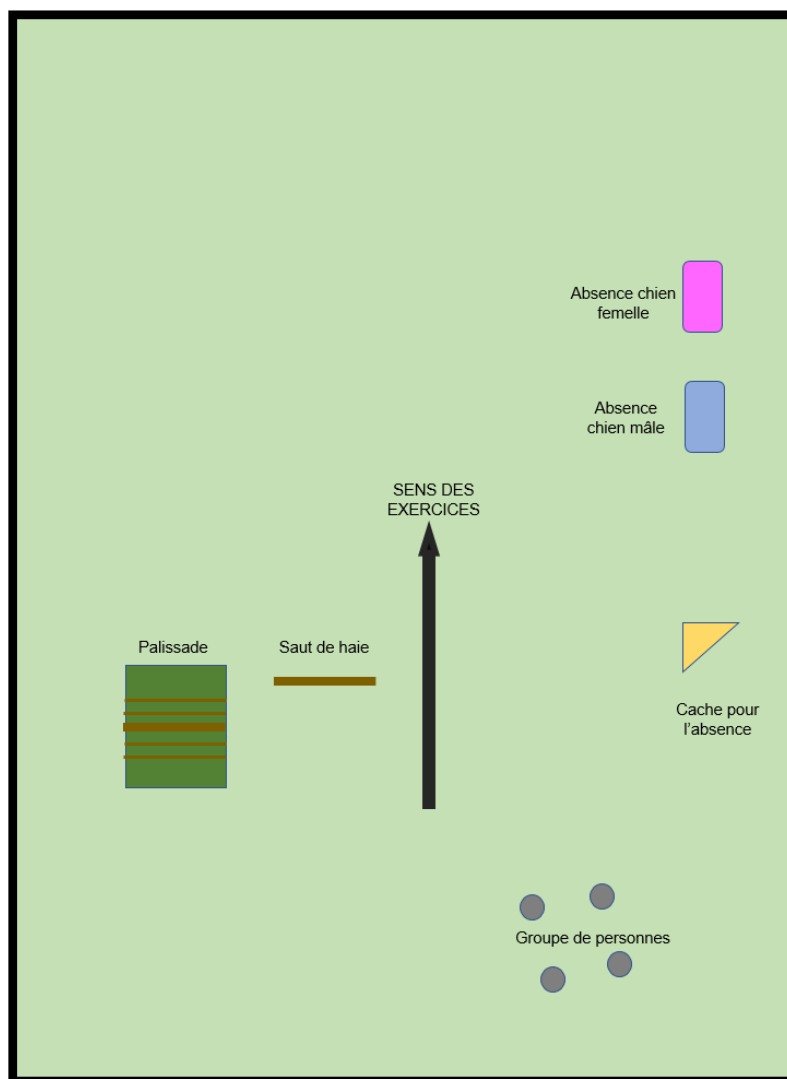 Absence chien
femelle
Absence
chien mâle
SENS DES
EXERCICES
Palissade
Saut de haie
Cache pour
l'absence
Groupe de personnes